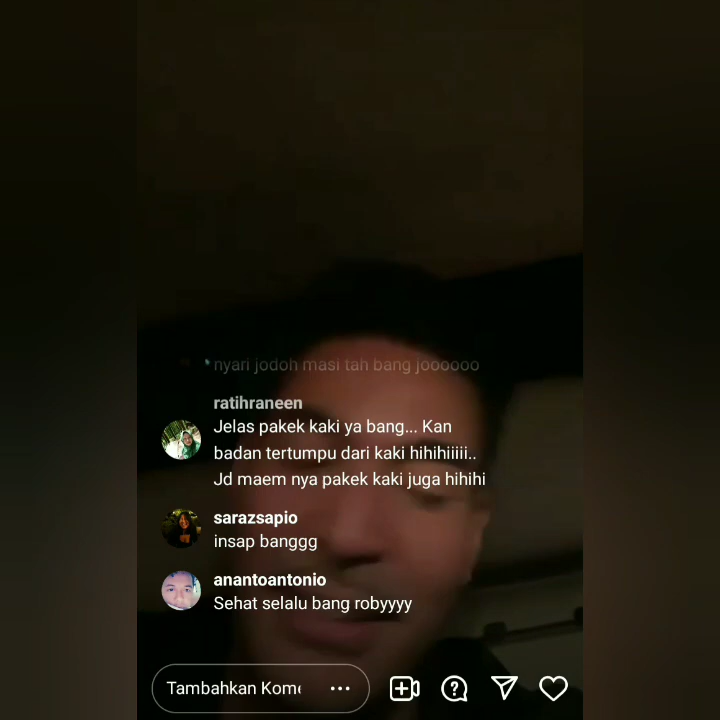 nyari jodoh masi tah bang joooooo
ratihraneen
Jelas pakek kaki ya bang... Kan
badan tertumpu dari kaki hihihiiiii..
Jd maem nya pakek kaki juga hihihi
sarazsapio
insap banggg
anantoantonio
Sehat selalu bang robyyyy
Tambahkan Kome